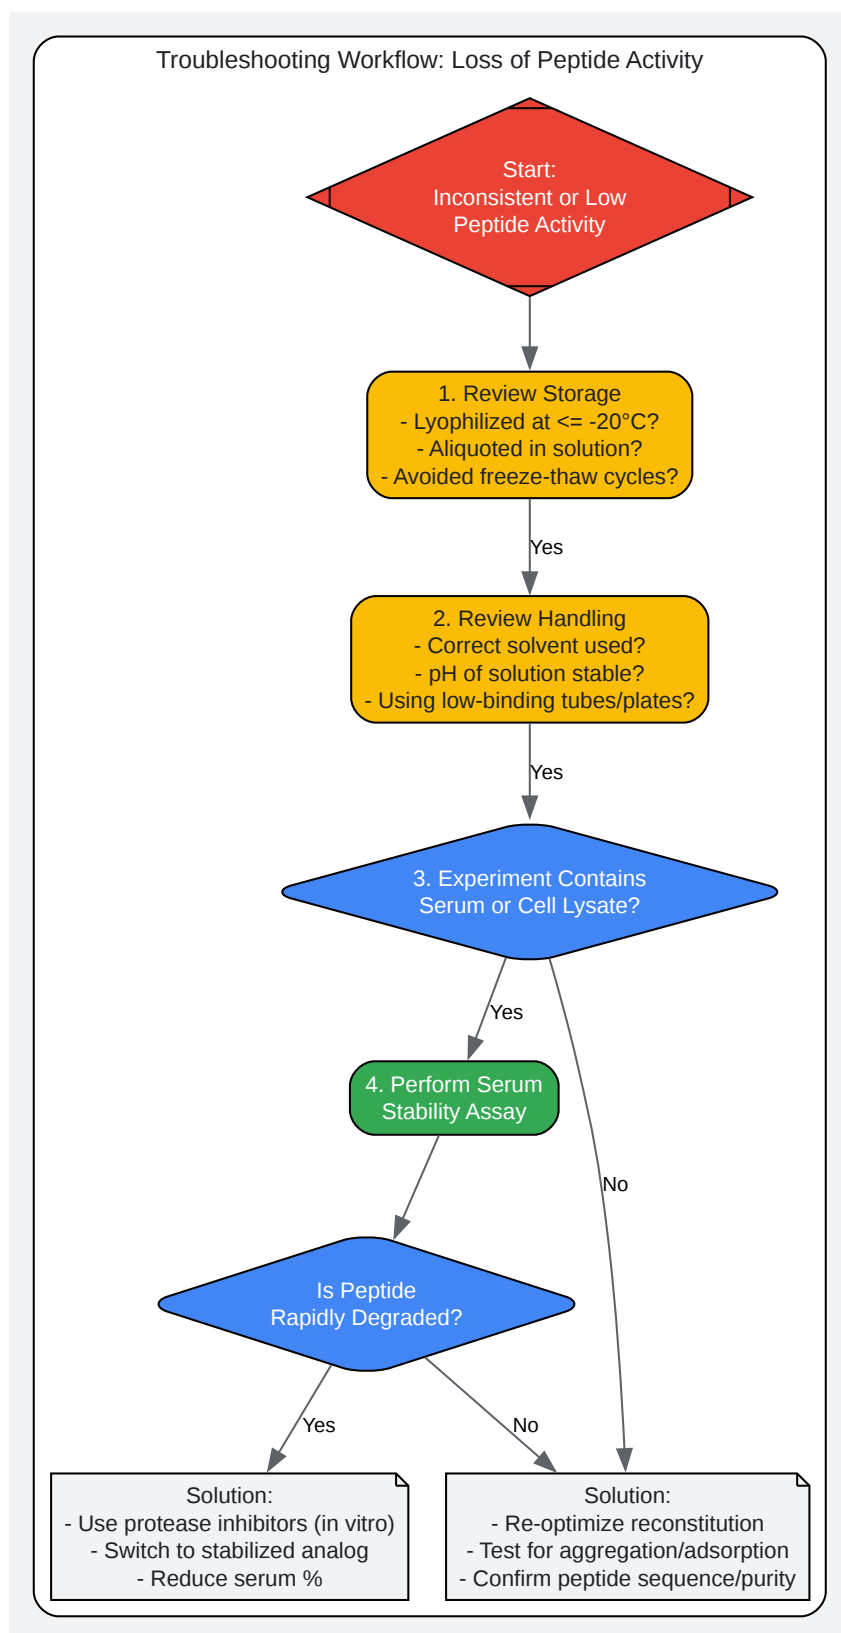 Troubleshooting Workflow: Loss of Peptide Activity
Start:
Inconsistent or Low
Peptide Activity
1. Review Storage
- Lyophilized at <= -20°C?
- Aliquoted in solution?
- Avoided freeze-thaw cycles?
Yes
2. Review Handling
- Correct solvent used?
- pH of solution stable?
- Using low-binding tubes/plates?
Yes
3. Experiment Contains
Serum or Cell Lysate?
Yes
4. Perform Serum
Stability Assay
No
Is Peptide
Rapidly Degraded?
Yes
No
Solution:
- Use protease inhibitors (in vitro)
- Switch to stabilized analog
- Reduce serum %
Solution:
- Re-optimize reconstitution
- Test for aggregation/adsorption
- Confirm peptide sequence/purity